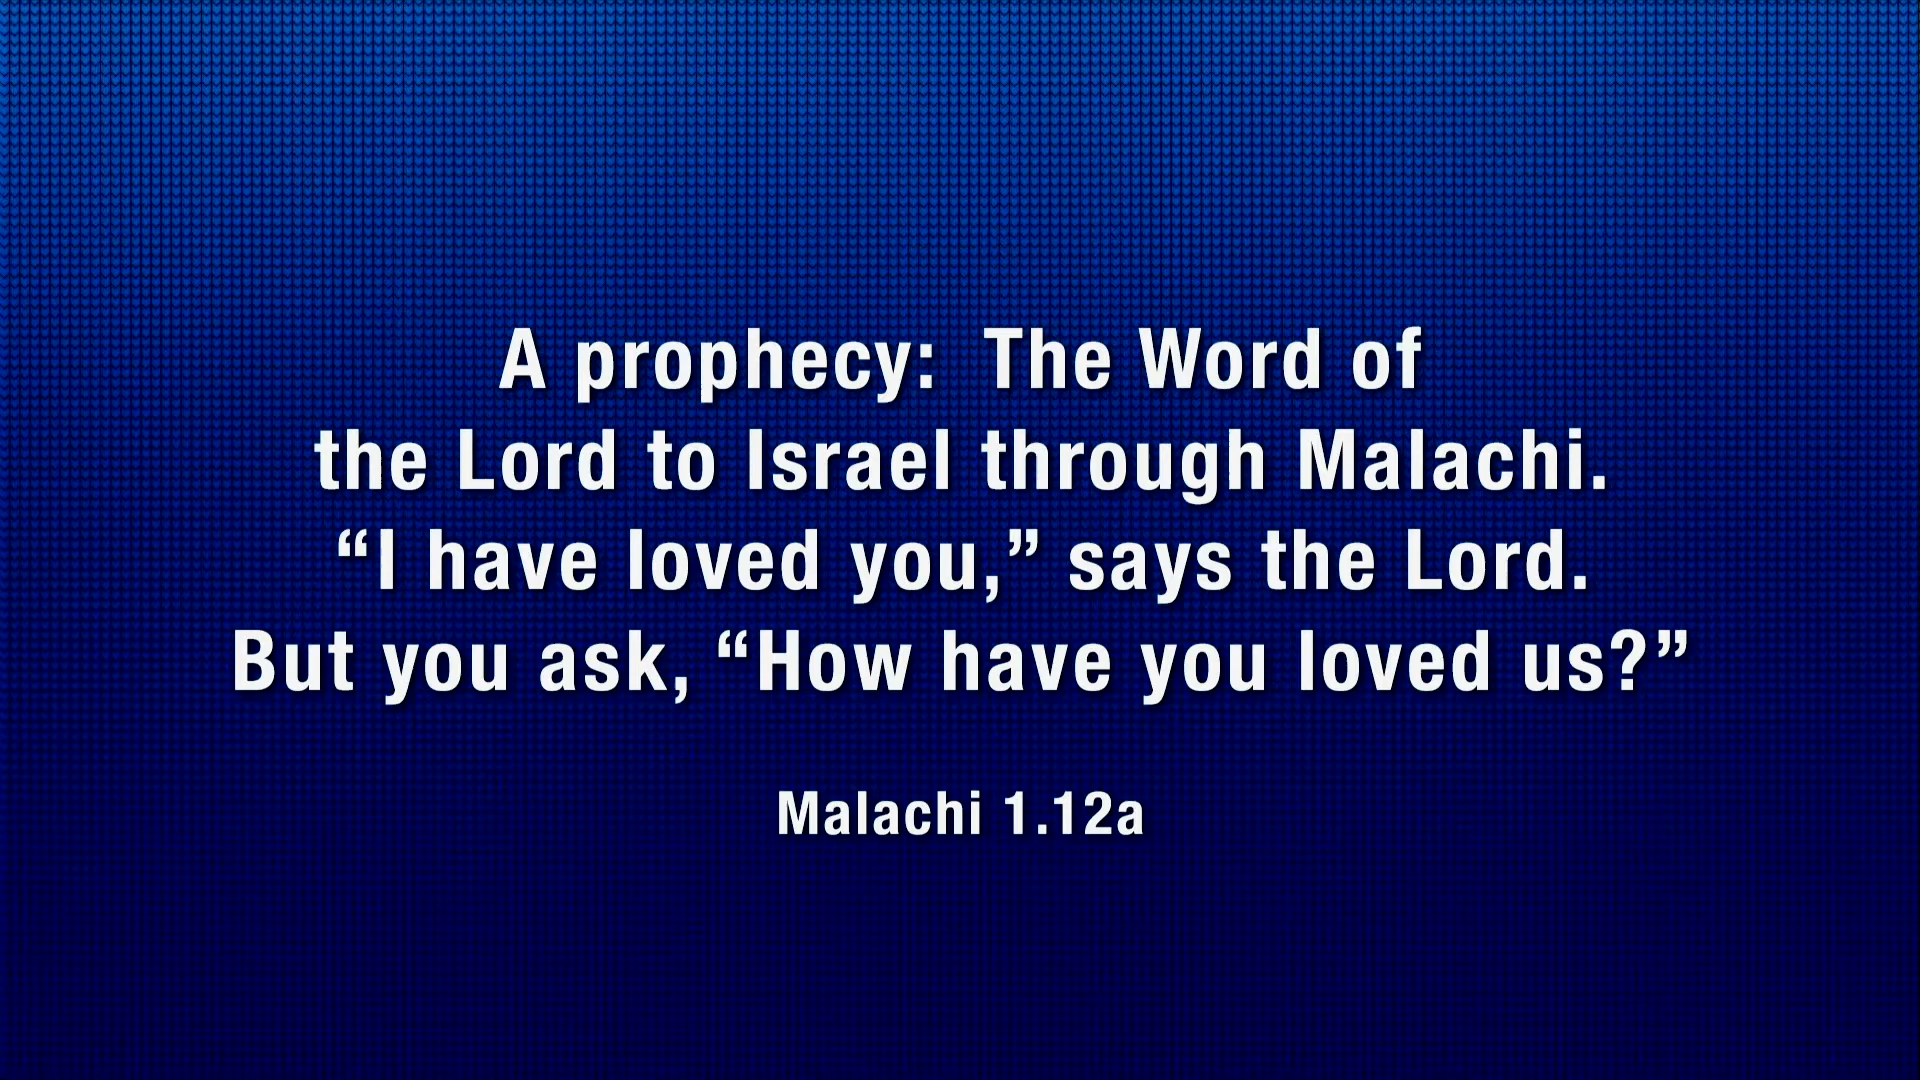 A prophecy:  The Word of
the Lord to Israel through Malachi.
“I have loved you,” says the Lord.
But you ask, “How have you loved us?”
Malachi 1.12a